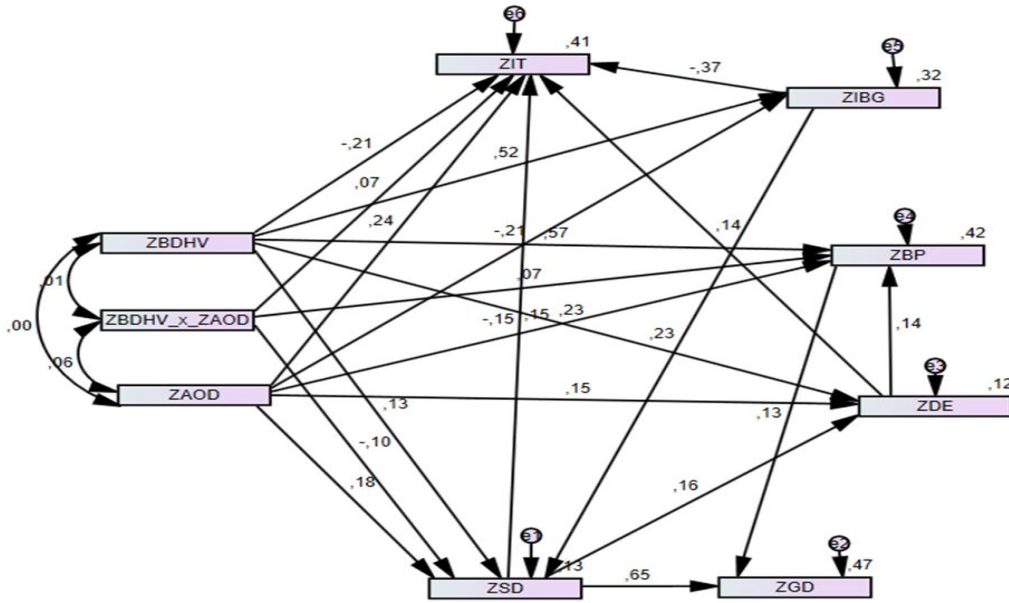 e6
,41
ZIT
e5
-,37
,32
ZIBG
-,21
,52
,07
,24
,14
e4
-,21
,57
,42
ZBDHV
ZBP
,01
,07
ZBDHV_x_ZAOD
-,15
,15
,23
,00
,23
,14
,06
e3
,12
ZAOD
,15
ZDE
,13
,13
-,10
,18
,16
e1
e2
,13
,47
ZSD
,65
ZGD